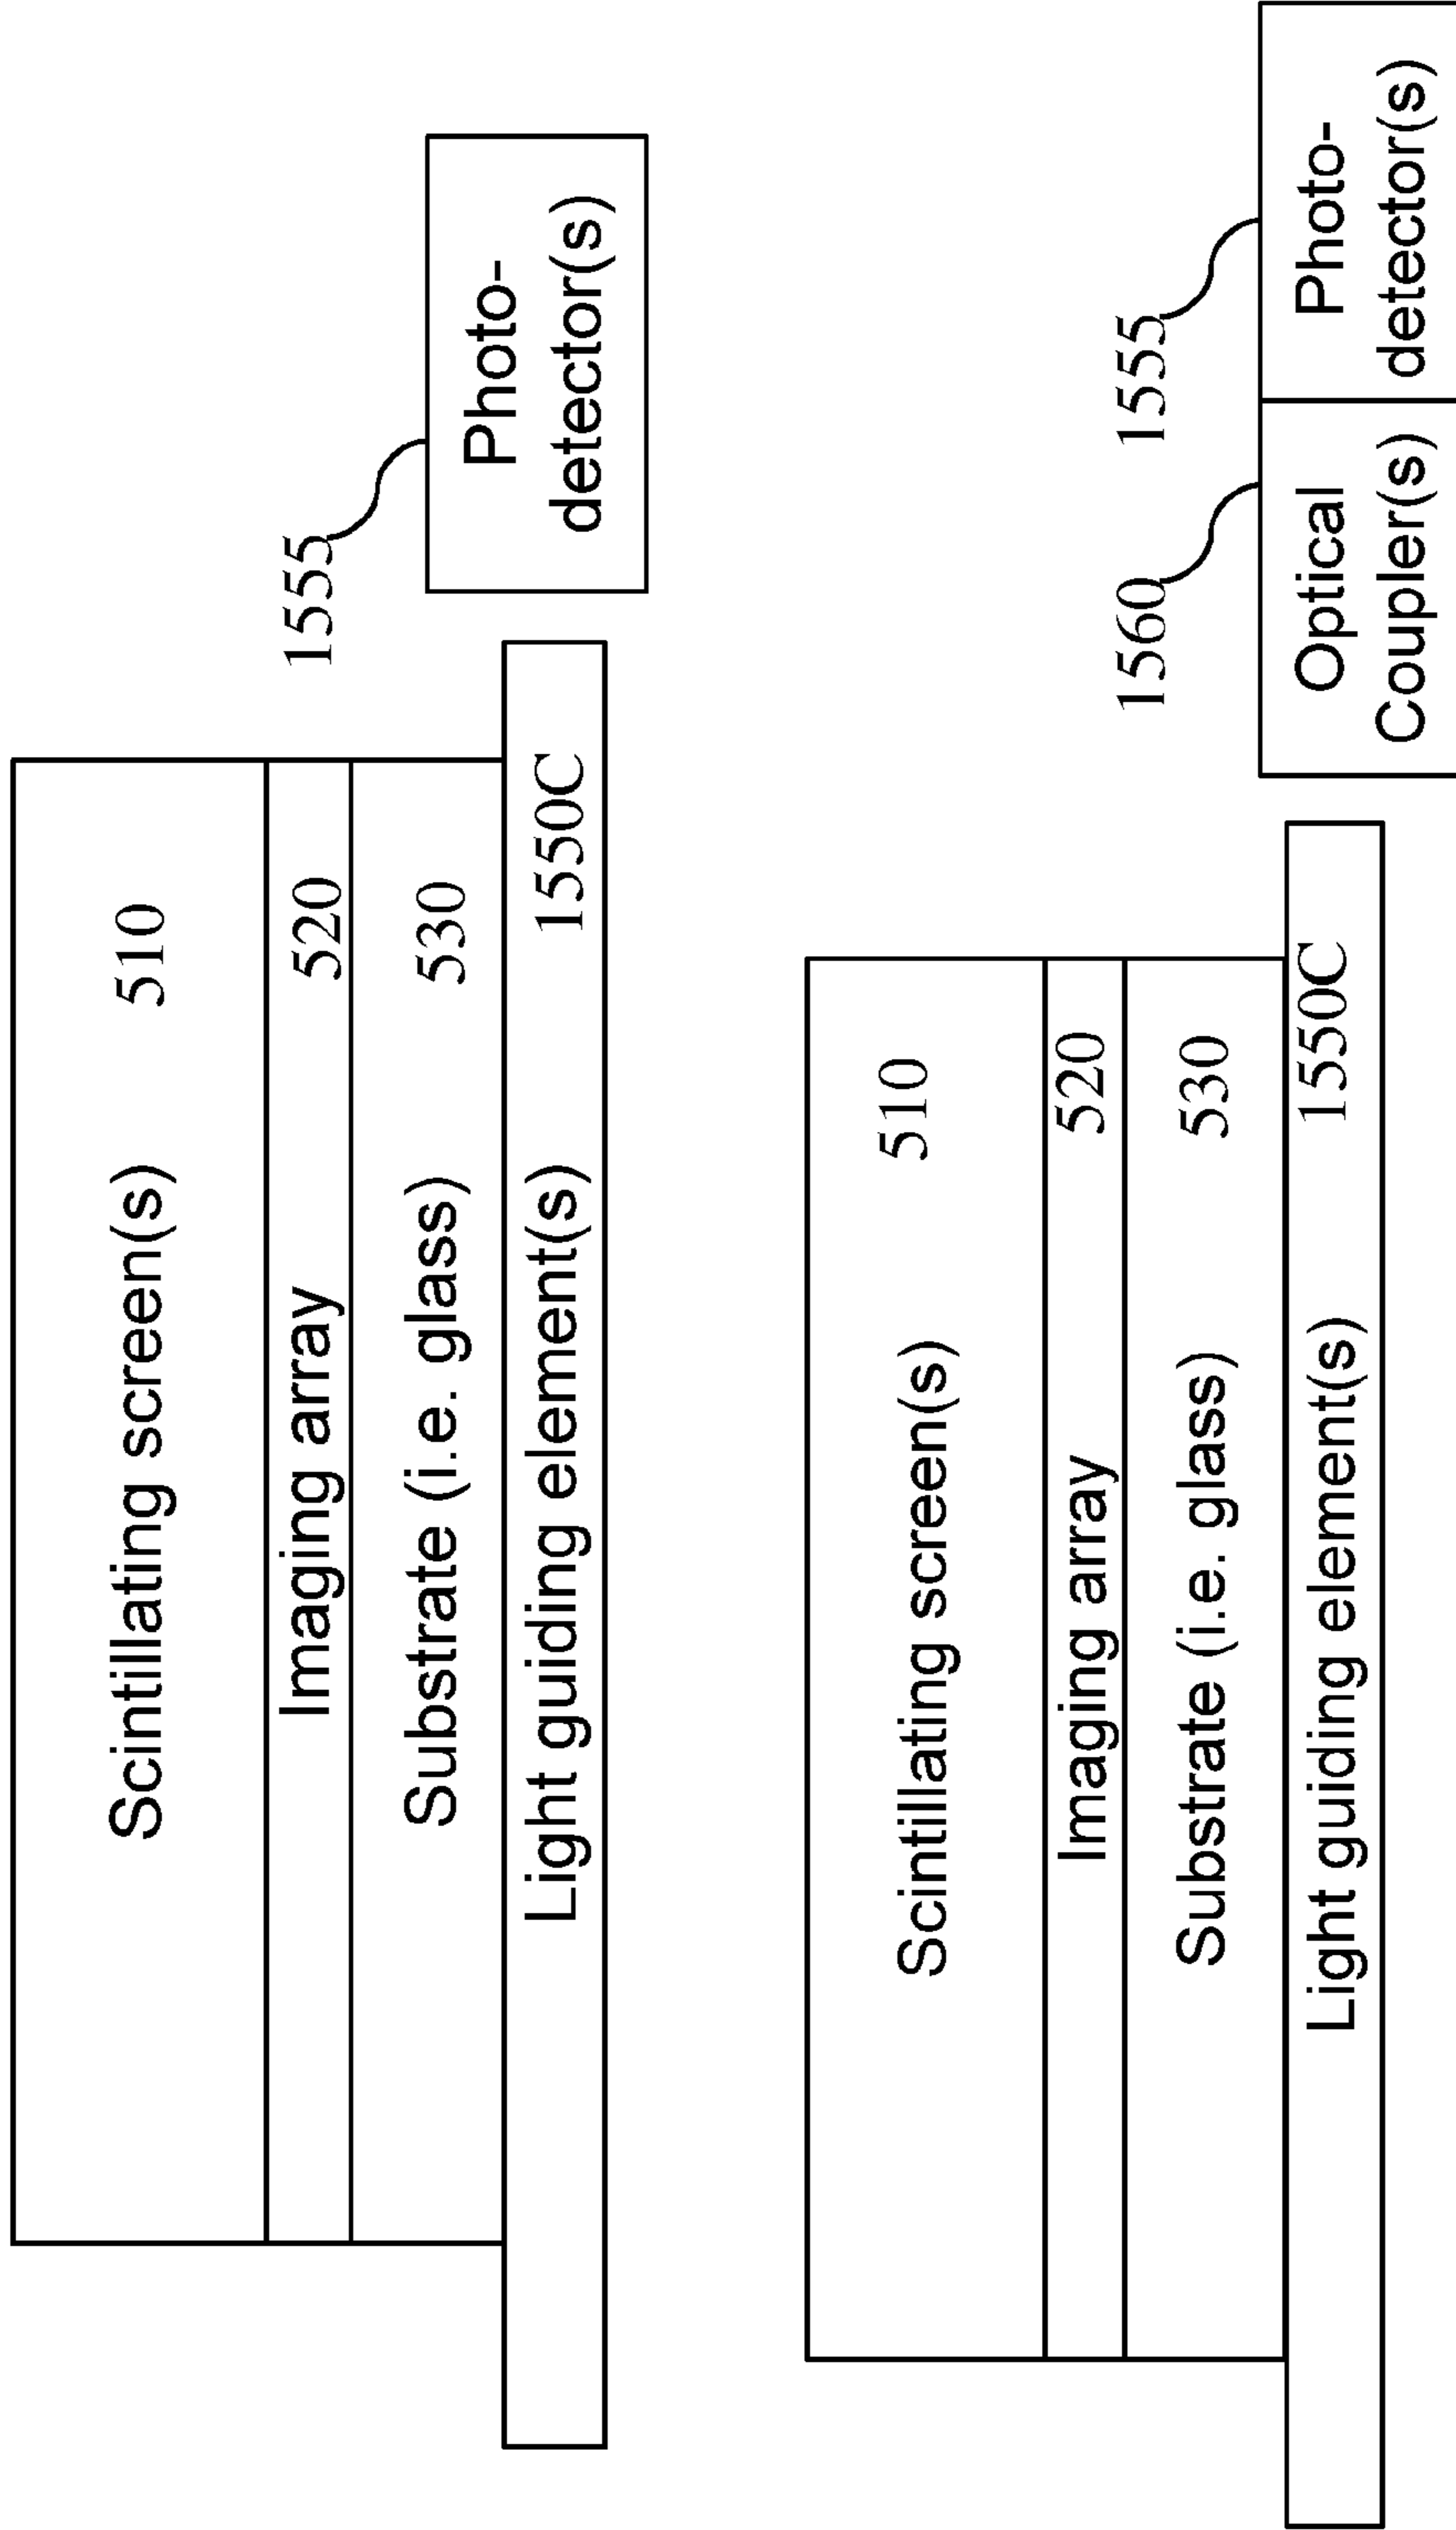 Scintillating screen(s) 510
Imaging array 520
Substrate (i.e. glass) 530
Light guiding element(s) 1550C
1555
Photo-
detector(s)
Scintillating screen(s) 510
Imaging array 520
Substrate (i.e. glass) 530
Light guiding element(s) 1550C
1560
Optical
Coupler(s)
1555
Photo-
detector(s)